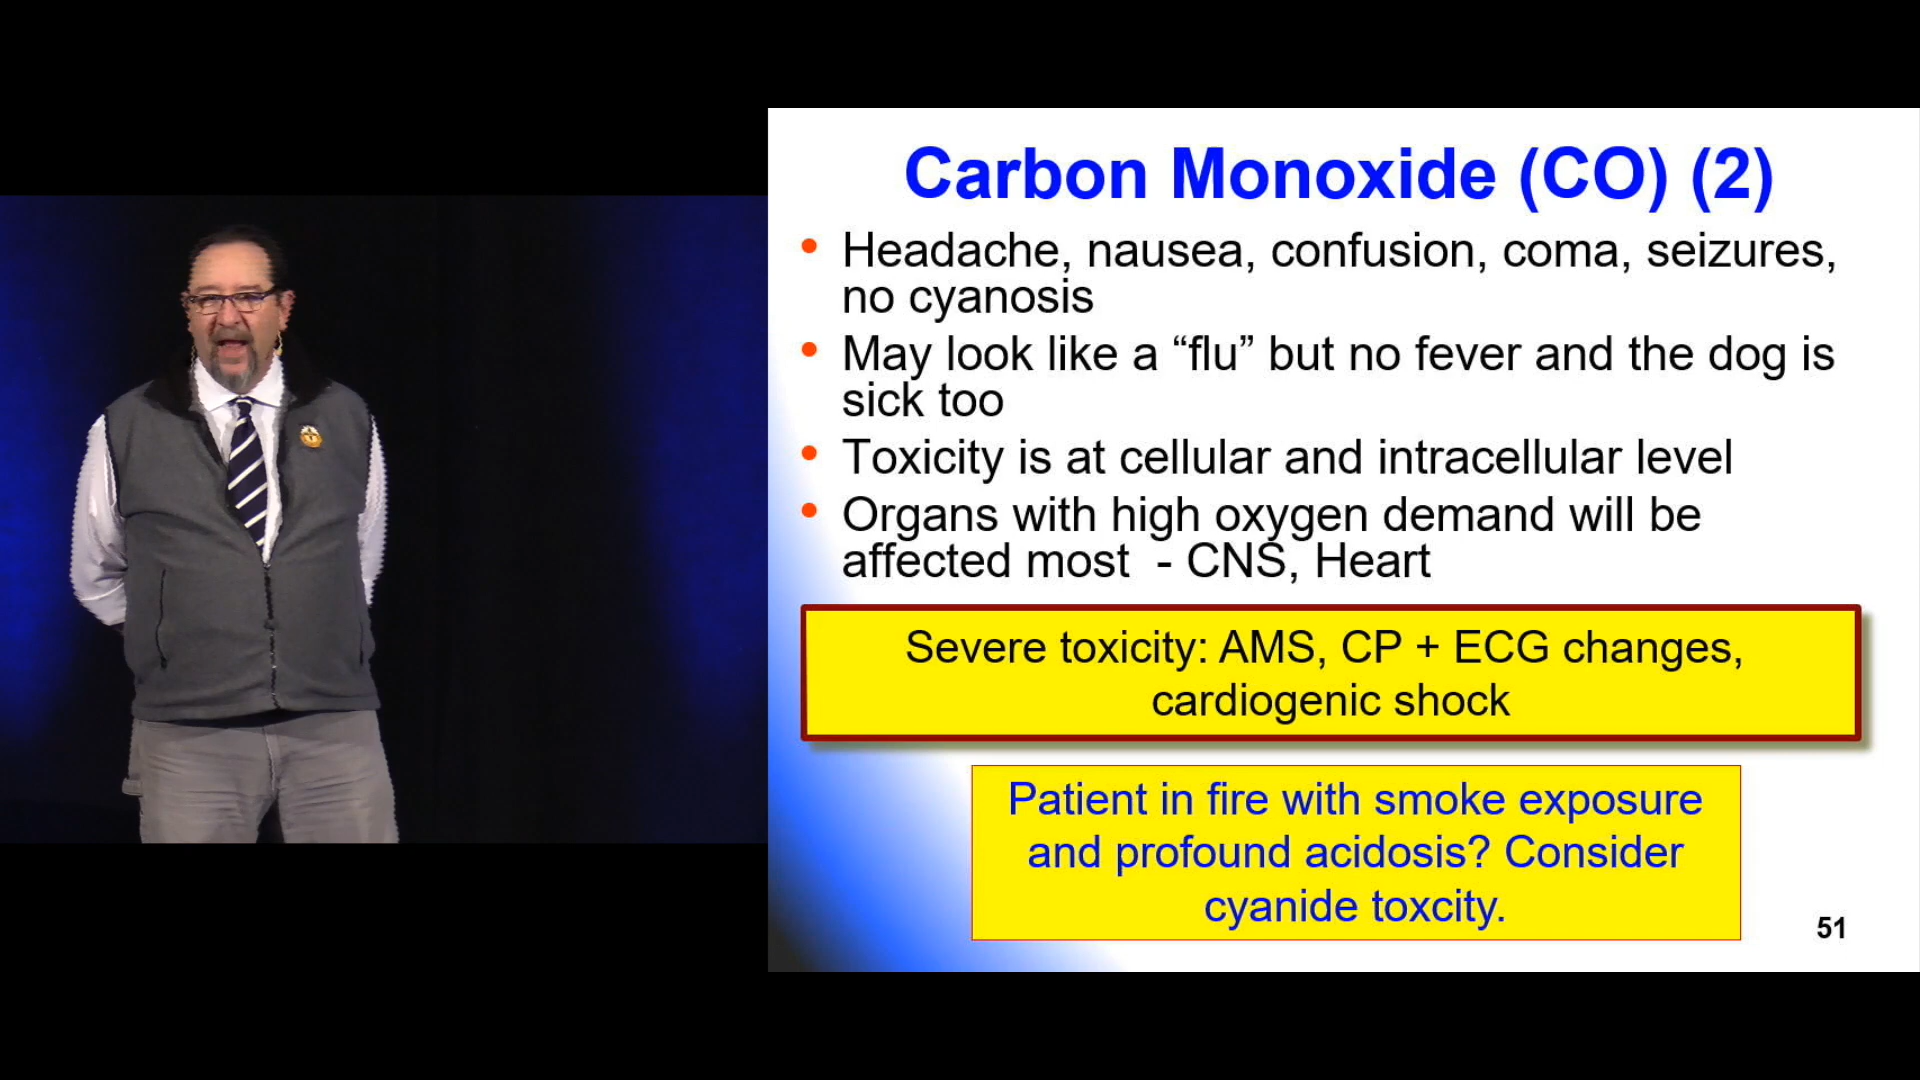 Carbon Monoxide (CO) (2)
• Headache, nausea, confusion, coma, seizures,
no cyanosis
• May look like a “flu” but no fever and the dog is
sick too
• Toxicity is at cellular and intracellular level
• Organs with high oxygen demand will be
affected most - CNS, Heart
Severe toxicity: AMS, CP + ECG changes,
cardiogenic shock
Patient in fire with smoke exposure
and profound acidosis? Consider
cyanide toxcity.
51